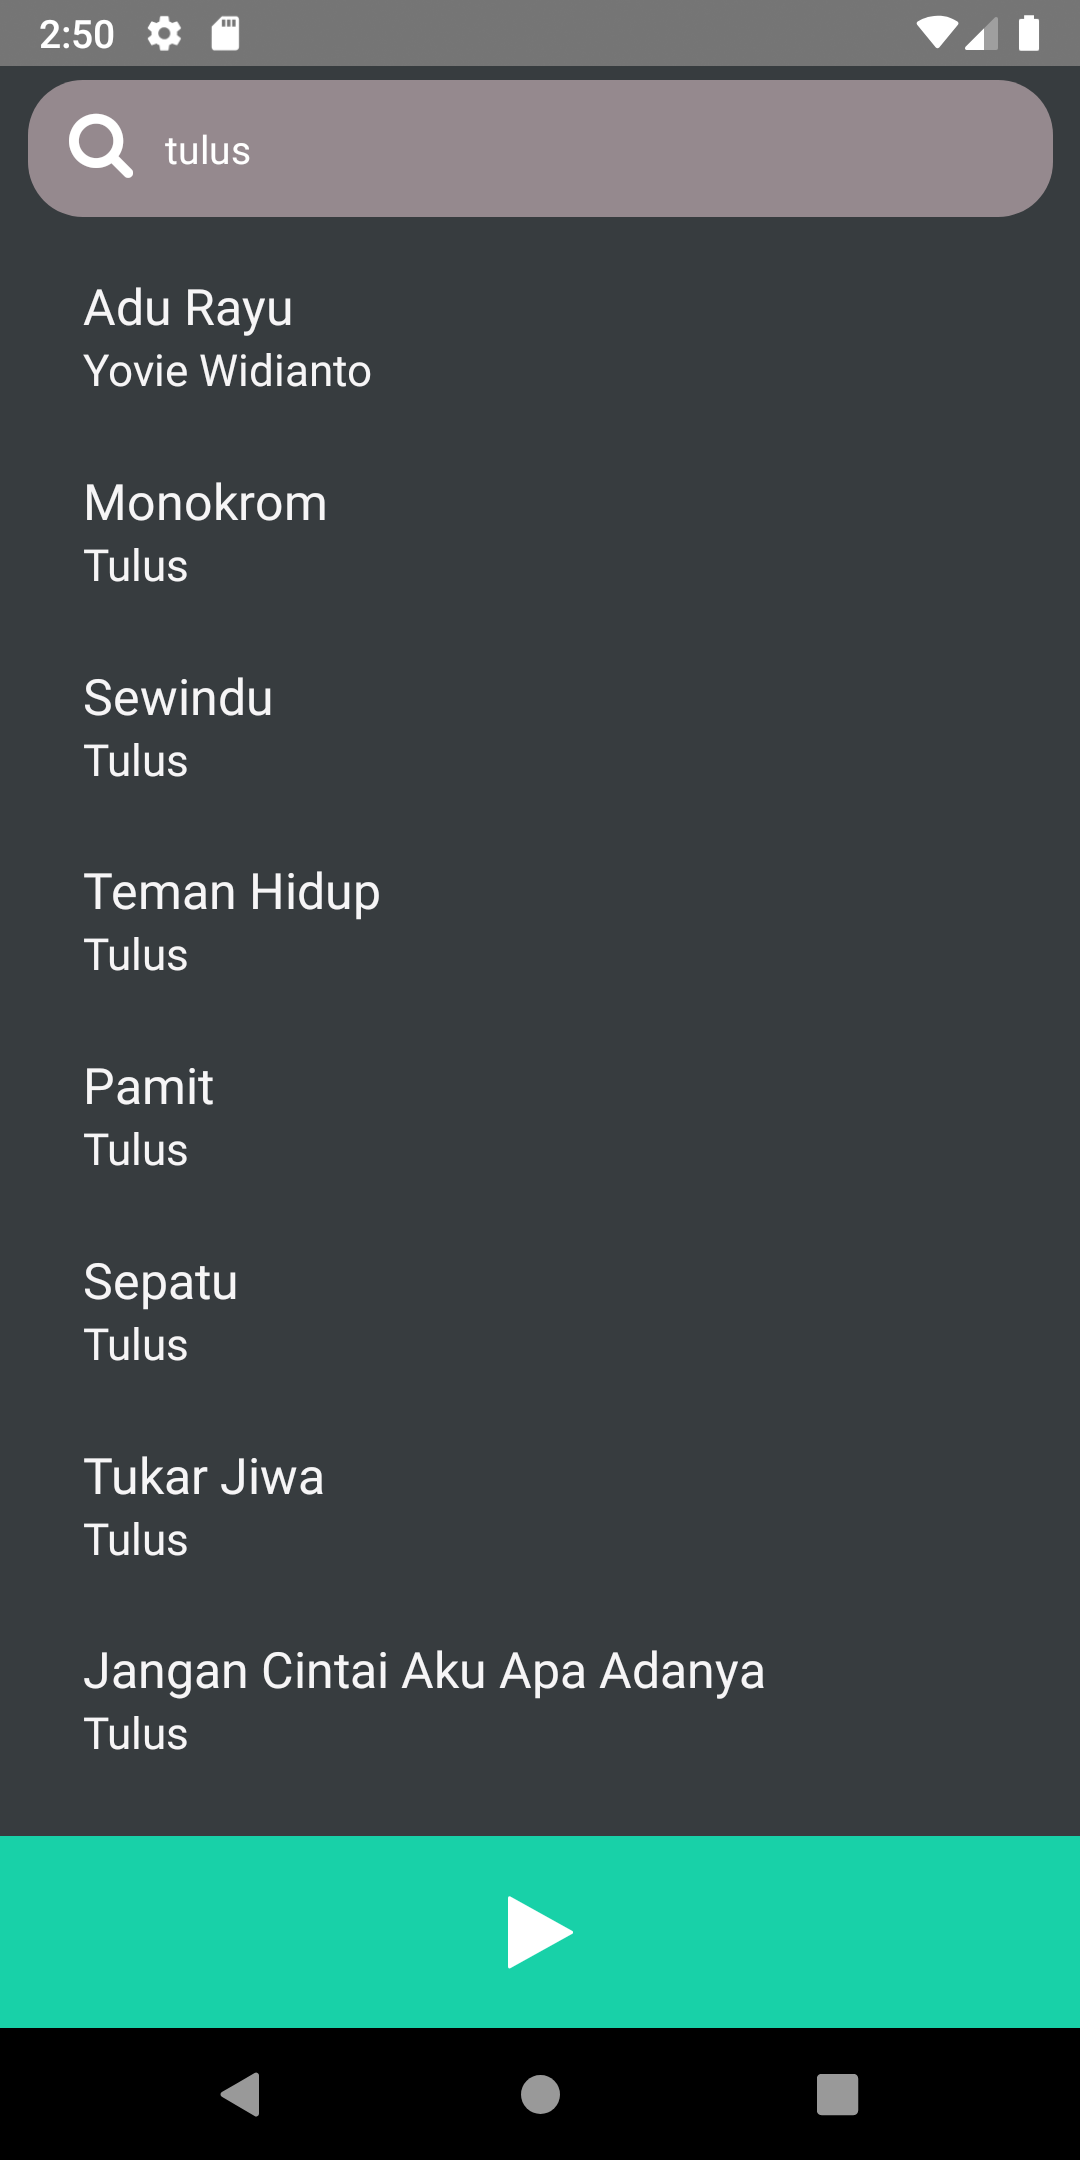 2:50
tulus
Adu Rayu
Yovie Widianto
Monokrom
Tulus
Sewindu
Tulus
Teman Hidup
Tulus
Pamit
Tulus
Sepatu
Tulus
Tukar Jiwa
Tulus
Jangan Cintai Aku Apa Adanya
Tulus